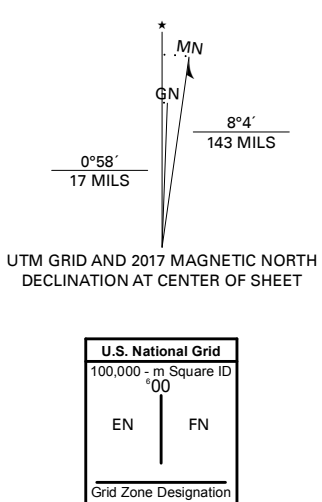 ★
MN
GN
8°4´
143 MILS
0°58´
17 MILS
UTM GRID AND 2017 MAGNETIC NORTH
DECLINATION AT CENTER OF SHEET
U.S. National Grid
100,000 - m Square ID
⁶00
EN FN
Grid Zone Designation